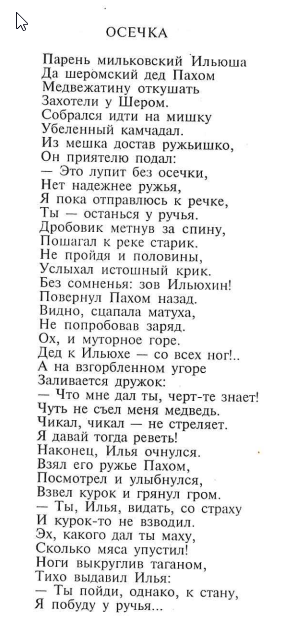 ОСЕЧКА
Парень мильковский Ильюша
Да шеромский дед Пахом
Медвежатину откушать
Захотели у Шером.
Собрался идти на мишку
Убеленный камчадал.
Из мешка достав ружьишко,
Он приятелю подал:
— Это лупит без осечки,
Нет надежнее ружья,
Я пока отправлюсь к речке,
Ты — останься у ручья.
Дробовик метнув за спину,
Пошагал к реке старик.
Не пройдя и половины,
Услыхал истошный крик.
Без сомненья: зов Ильюхин!
Повернул Пахом назад.
Видно, сцапала матуха,
Не попробовав заряд.
Ох, и муторное горе.
Дед к Ильюхе — со всех ног!..
А на взгорбленном угоре
Заливается дружок:
— Что мне дал ты, черт-те знает!
Чуть не съел меня медведь.
Чикал, чикал — не стреляет.
Я давай тогда реветь!
Наконец, Илья очнулся.
Взял его ружье Пахом,
Посмотрел и улыбнулся,
Взвел курок и грянул гром.
— Ты, Илья, видать, со страху
И курок-то не взводил.
Эх, какого дал ты маху,
Сколько мяса упустил!
Ноги выкруглив таганом,
Тихо выдавил Илья:
— Ты пойди, однако, к стану,
Я побуду у ручья...